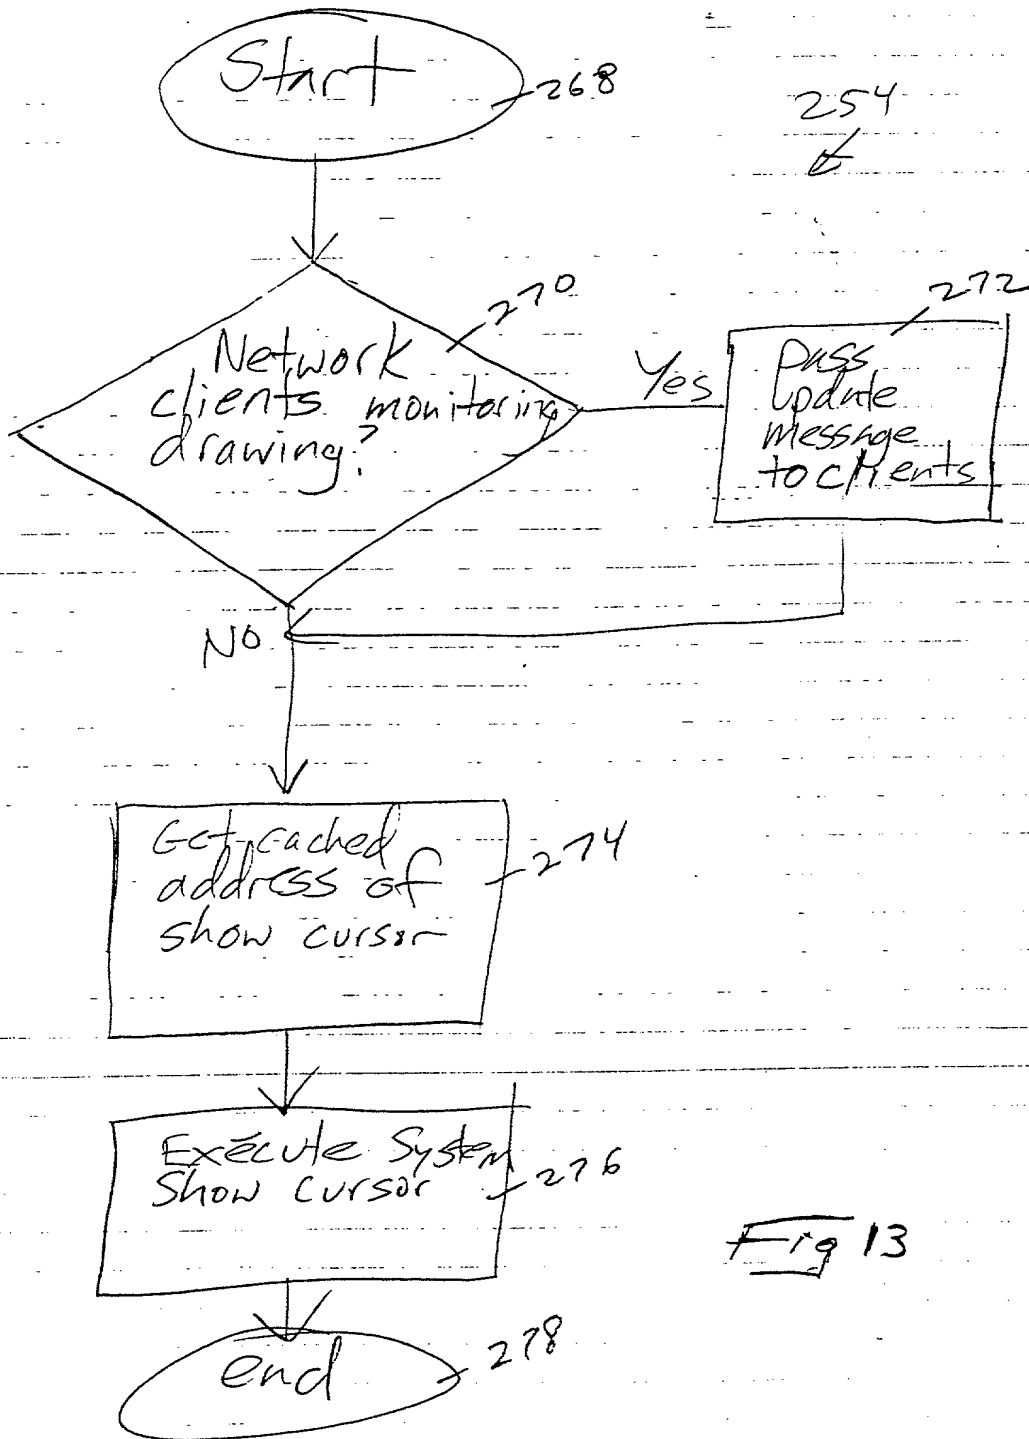 Start
268
254
270
272
Network
clients monitoring
drawing?
Yes
pass
update
message
to clients
NO
Get cached
address of
show cursor
274
Execute System
Show cursor
276
Fig 13
end
278